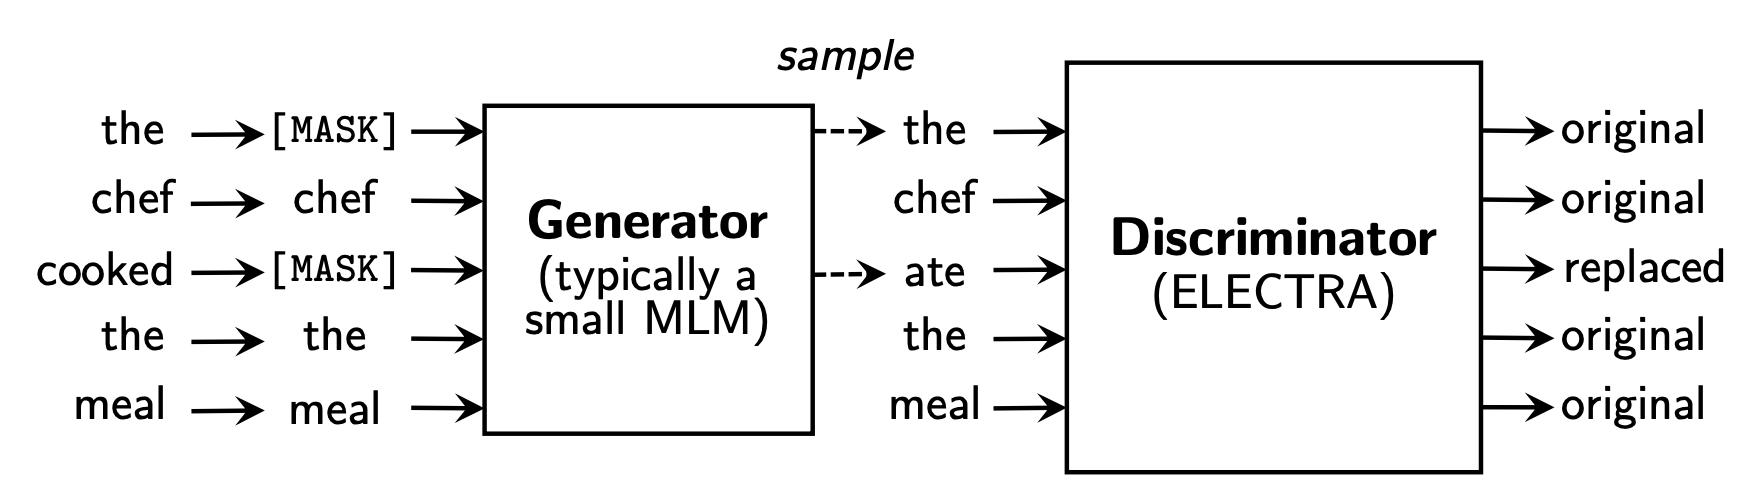 sample
the [MASK] the original
chef chef chef original
cooked [MASK] ate replaced
the the the original
meal meal meal original
Generator
(typically a
small MLM)
Discriminator
(ELECTRA)